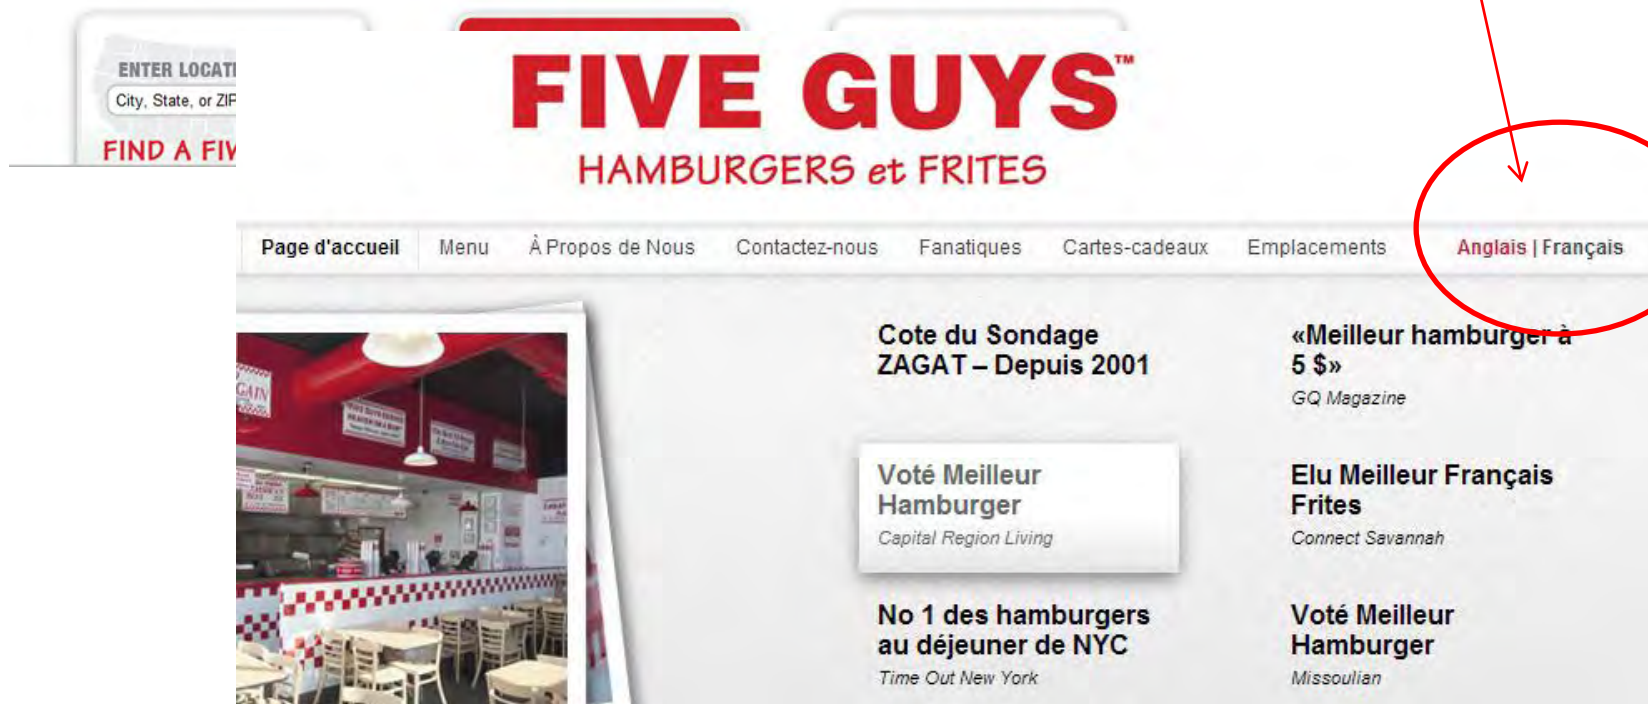 ENTER LOCATI
City, State, or ZIP
FIND A FIV
FIVE GUYS™
HAMBURGERS et FRITES
Page d'accueil Menu À Propos de Nous Contactez-nous Fanatiques Cartes-cadeaux Emplacements Anglais | Français
Cote du Sondage
ZAGAT – Depuis 2001
«Meilleur hamburger à
5 $»
GQ Magazine
Voté Meilleur
Hamburger
Capital Region Living
Elu Meilleur Français
Frites
Connect Savannah
No 1 des hamburgers
au déjeuner de NYC
Time Out New York
Voté Meilleur
Hamburger
Missoulian